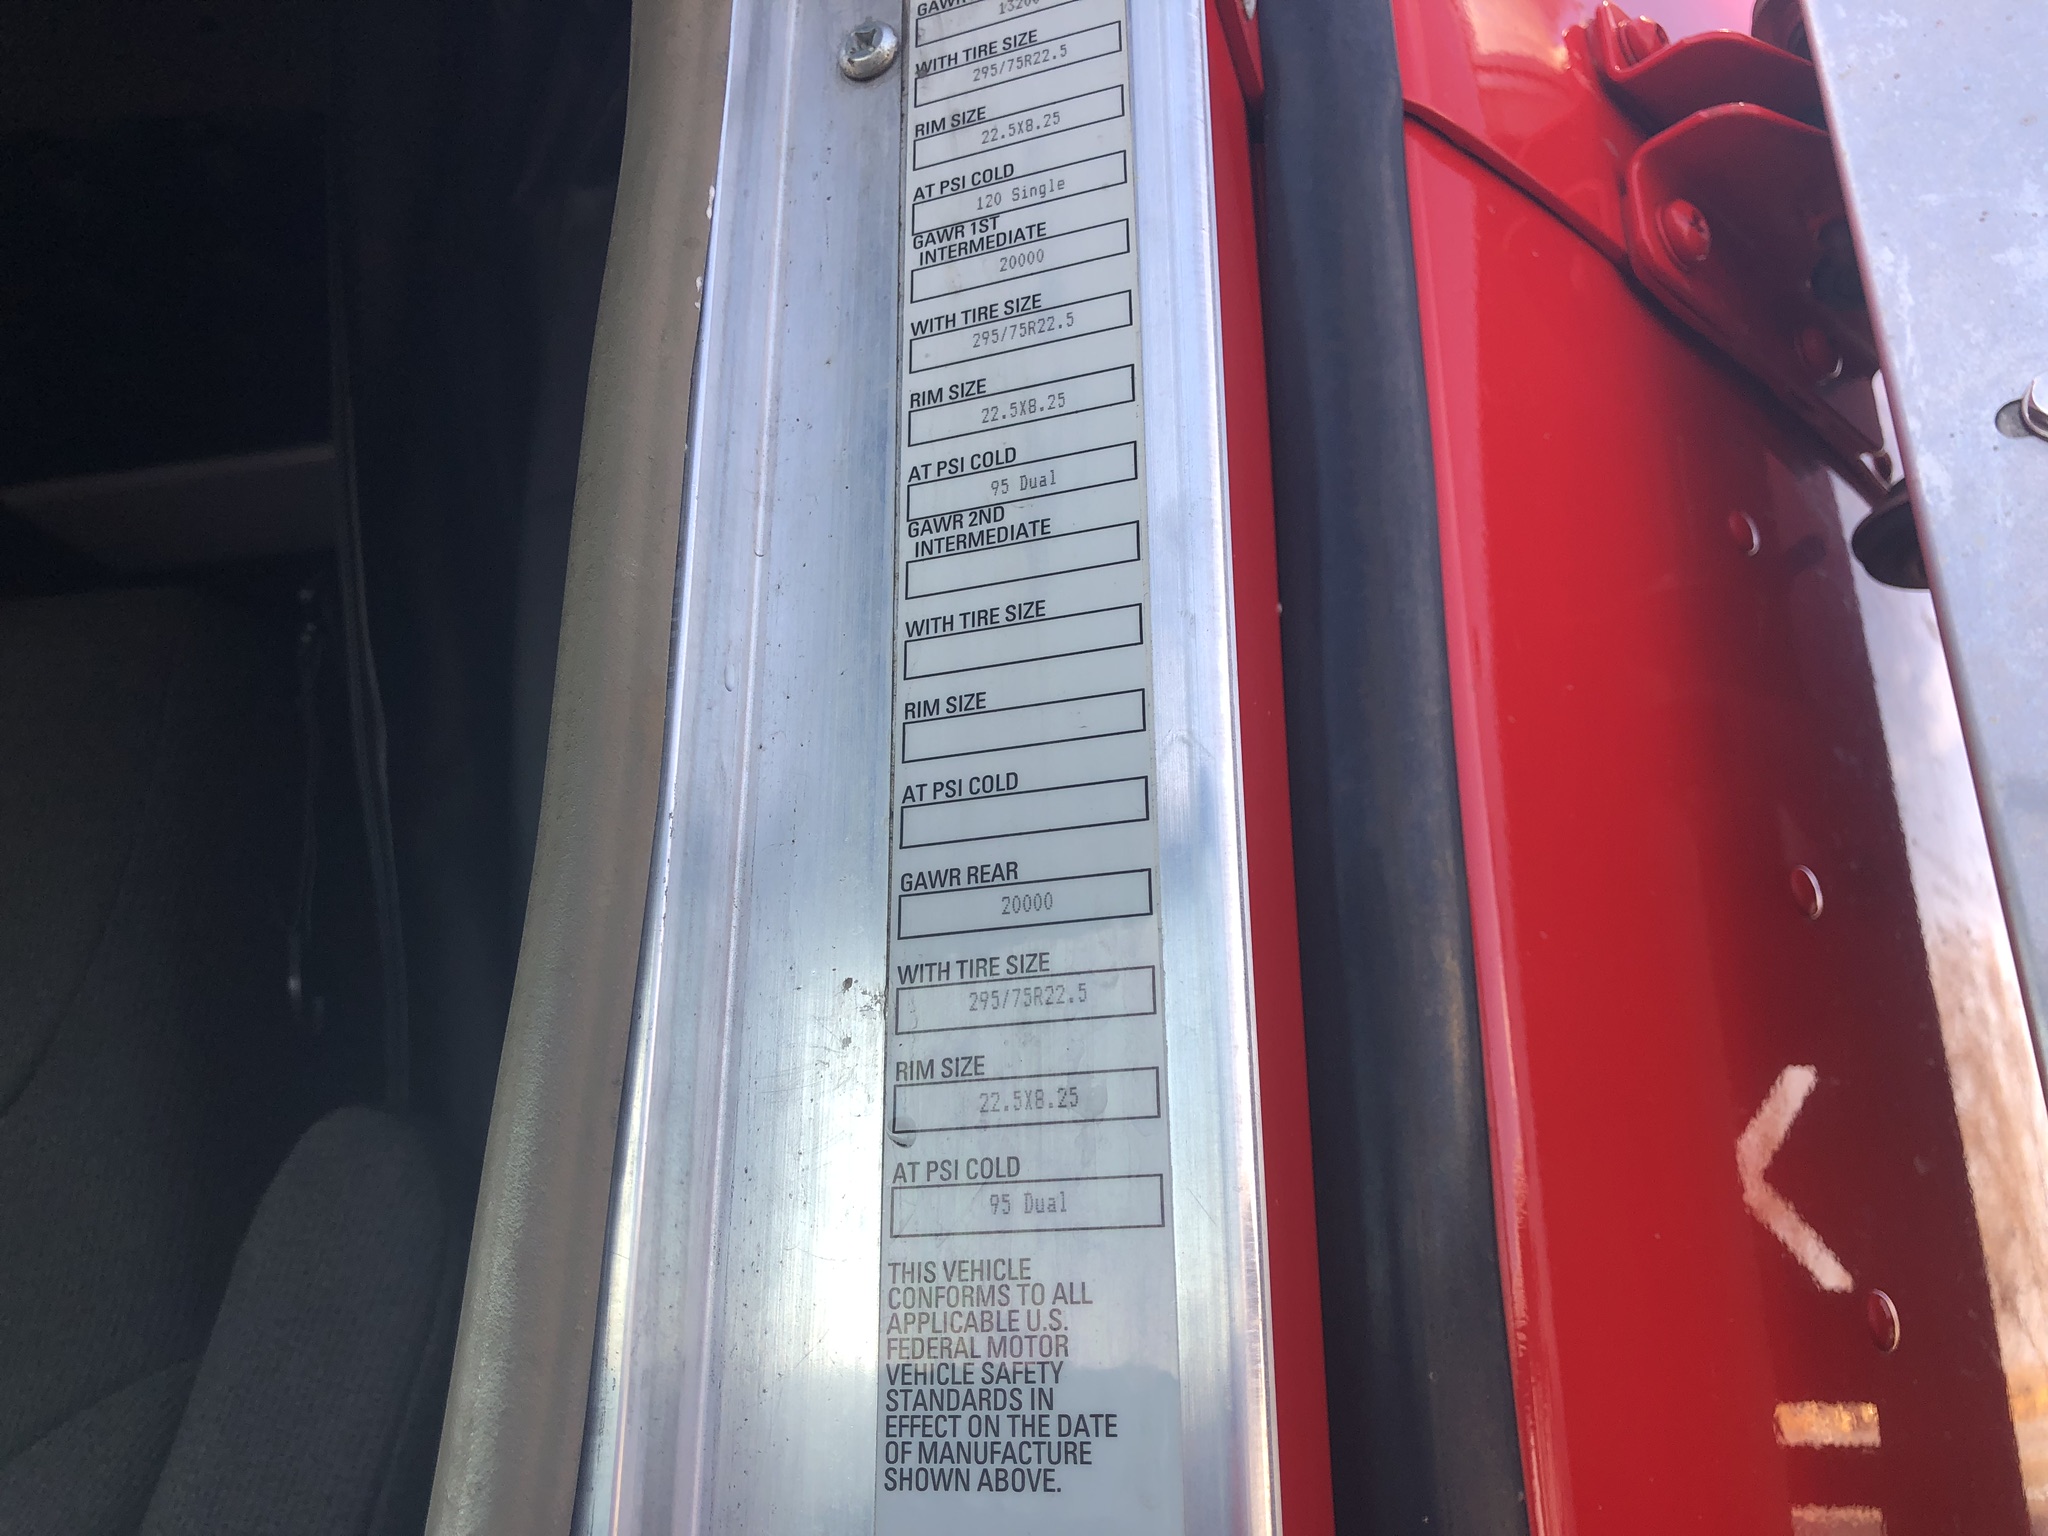 GAWR
13200
WITH TIRE SIZE
295/75R22.5
RIM SIZE
22.5X8.25
AT PSI COLD
120 Single
GAWR 1ST
INTERMEDIATE
20000
WITH TIRE SIZE
295/75R22.5
RIM SIZE
22.5X8.25
AT PSI COLD
95 Dual
GAWR 2ND
INTERMEDIATE
WITH TIRE SIZE
RIM SIZE
AT PSI COLD
GAWR REAR
20000
WITH TIRE SIZE
295/75R22.5
RIM SIZE
22.5X8.25
AT PSI COLD
95 Dual
THIS VEHICLE
CONFORMS TO ALL
APPLICABLE U.S.
FEDERAL MOTOR
VEHICLE SAFETY
STANDARDS IN
EFFECT ON THE DATE
OF MANUFACTURE
SHOWN ABOVE.